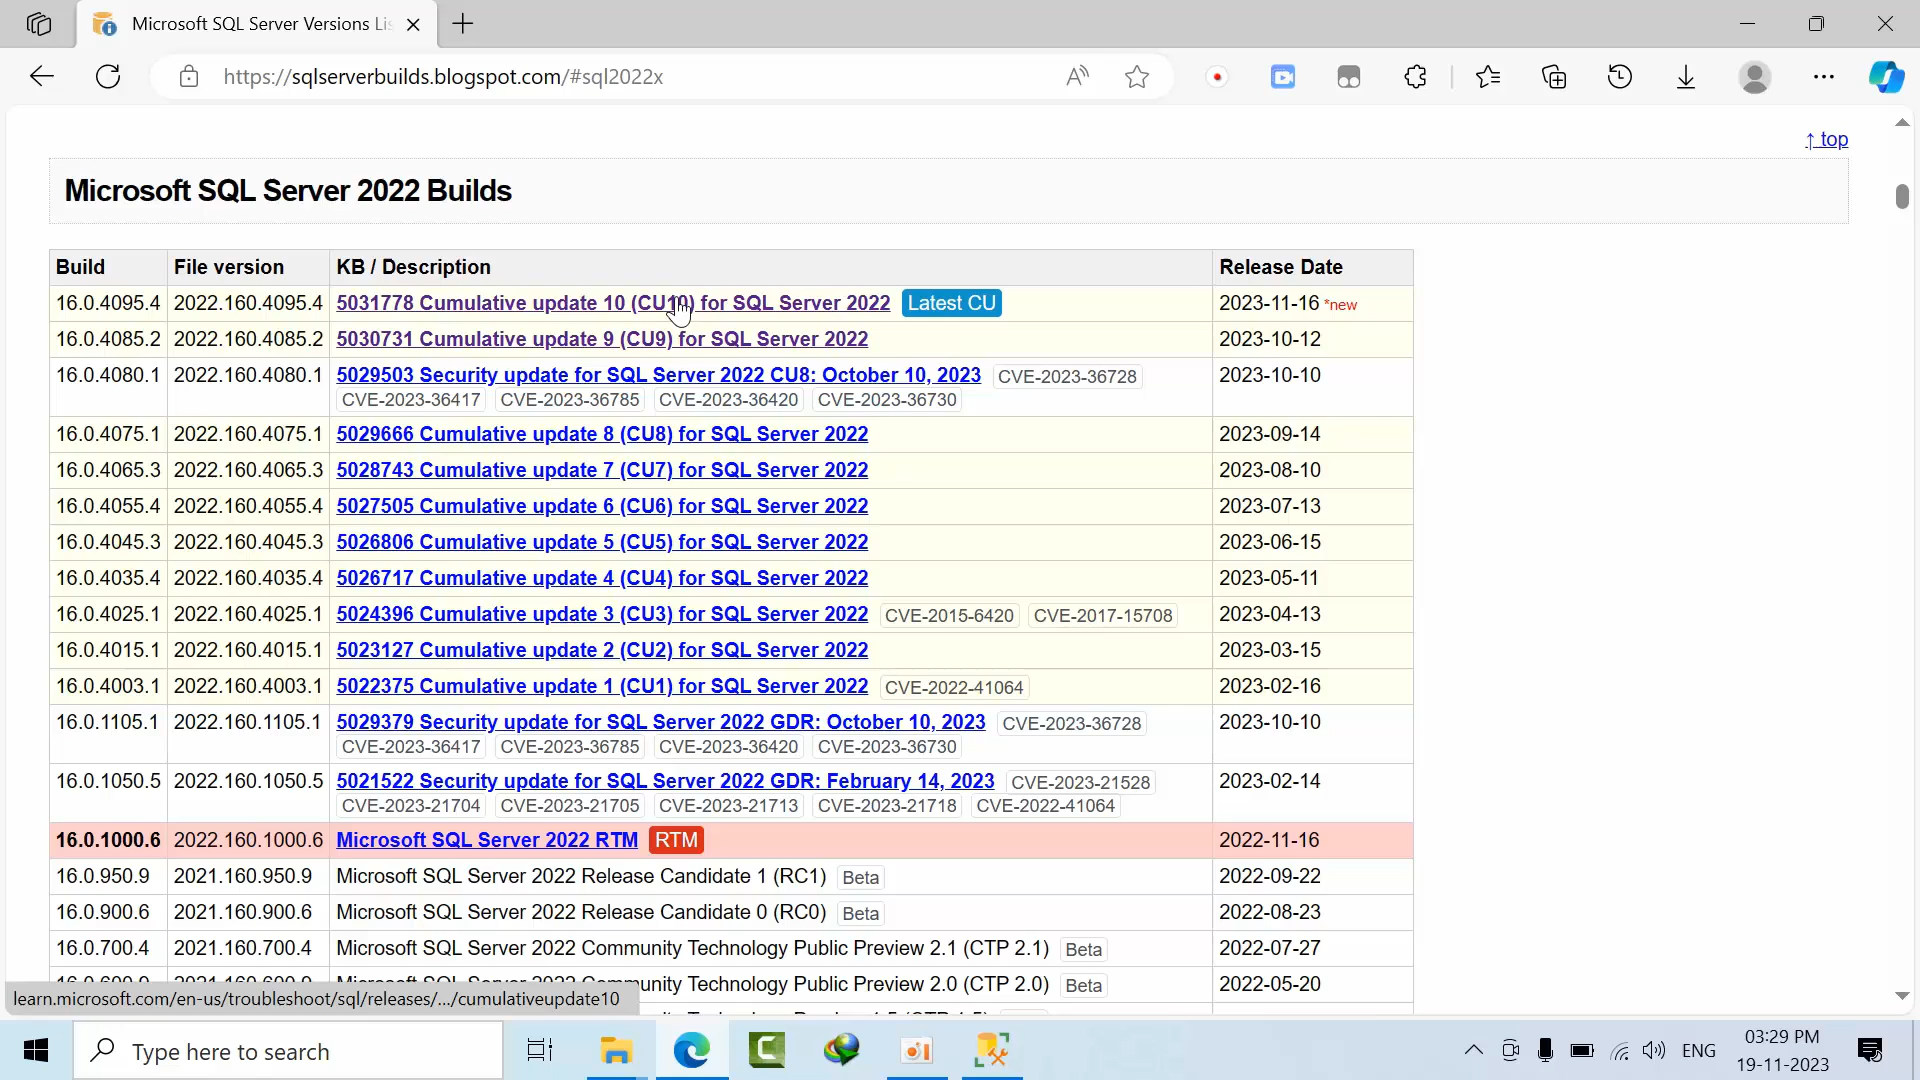 Microsoft SQL Server Versions Lis
https://sqlserverbuilds.blogspot.com/#sql2022x
↑ top
Microsoft SQL Server 2022 Builds
Build File version KB / Description Release Date
16.0.4095.4 2022.160.4095.4 5031778 Cumulative update 10 (CU10) for SQL Server 2022 Latest CU 2023-11-16 *new
16.0.4085.2 2022.160.4085.2 5030731 Cumulative update 9 (CU9) for SQL Server 2022 2023-10-12
16.0.4080.1 2022.160.4080.1 5029503 Security update for SQL Server 2022 CU8: October 10, 2023 CVE-2023-36728 2023-10-10
CVE-2023-36417 CVE-2023-36785 CVE-2023-36420 CVE-2023-36730
16.0.4075.1 2022.160.4075.1 5029666 Cumulative update 8 (CU8) for SQL Server 2022 2023-09-14
16.0.4065.3 2022.160.4065.3 5028743 Cumulative update 7 (CU7) for SQL Server 2022 2023-08-10
16.0.4055.4 2022.160.4055.4 5027505 Cumulative update 6 (CU6) for SQL Server 2022 2023-07-13
16.0.4045.3 2022.160.4045.3 5026806 Cumulative update 5 (CU5) for SQL Server 2022 2023-06-15
16.0.4035.4 2022.160.4035.4 5026717 Cumulative update 4 (CU4) for SQL Server 2022 2023-05-11
16.0.4025.1 2022.160.4025.1 5024396 Cumulative update 3 (CU3) for SQL Server 2022 CVE-2015-6420 CVE-2017-15708 2023-04-13
16.0.4015.1 2022.160.4015.1 5023127 Cumulative update 2 (CU2) for SQL Server 2022 2023-03-15
16.0.4003.1 2022.160.4003.1 5022375 Cumulative update 1 (CU1) for SQL Server 2022 CVE-2022-41064 2023-02-16
16.0.1105.1 2022.160.1105.1 5029379 Security update for SQL Server 2022 GDR: October 10, 2023 CVE-2023-36728 2023-10-10
CVE-2023-36417 CVE-2023-36785 CVE-2023-36420 CVE-2023-36730
16.0.1050.5 2022.160.1050.5 5021522 Security update for SQL Server 2022 GDR: February 14, 2023 CVE-2023-21528 2023-02-14
CVE-2023-21704 CVE-2023-21705 CVE-2023-21713 CVE-2023-21718 CVE-2022-41064
16.0.1000.6 2022.160.1000.6 Microsoft SQL Server 2022 RTM RTM 2022-11-16
16.0.950.9 2021.160.950.9 Microsoft SQL Server 2022 Release Candidate 1 (RC1) Beta 2022-09-22
16.0.900.6 2021.160.900.6 Microsoft SQL Server 2022 Release Candidate 0 (RC0) Beta 2022-08-23
16.0.700.4 2021.160.700.4 Microsoft SQL Server 2022 Community Technology Public Preview 2.1 (CTP 2.1) Beta 2022-07-27
Microsoft SQL Server 2022 Community Technology Public Preview 2.0 (CTP 2.0) Beta 2022-05-20
learn.microsoft.com/en-us/troubleshoot/sql/releases/.../cumulativeupdate10
Type here to search
ENG
03:29 PM
19-11-2023